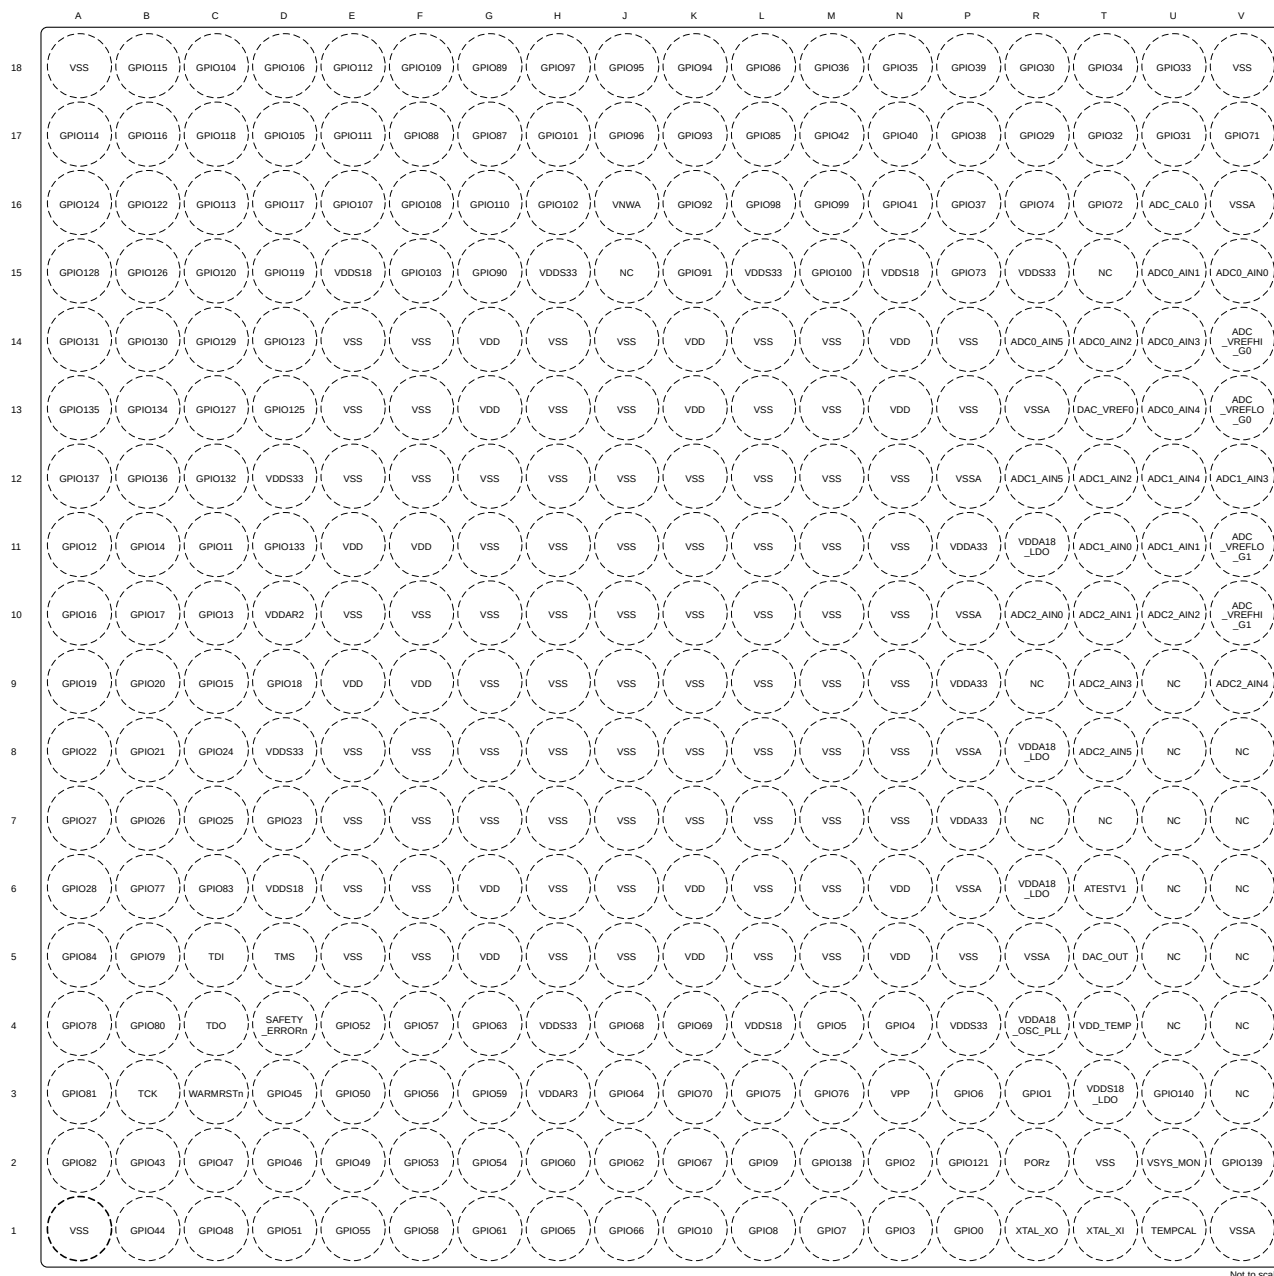 A B C D E F G H J K L M N P R T U V
18 VSS GPIO115 GPIO104 GPIO106 GPIO112 GPIO109 GPIO89 GPIO97 GPIO95 GPIO94 GPIO86 GPIO36 GPIO35 GPIO39 GPIO30 GPIO34 GPIO33 VSS
17 GPIO114 GPIO116 GPIO118 GPIO105 GPIO111 GPIO88 GPIO87 GPIO101 GPIO96 GPIO93 GPIO85 GPIO42 GPIO40 GPIO38 GPIO29 GPIO32 GPIO31 GPIO71
16 GPIO124 GPIO122 GPIO113 GPIO117 GPIO107 GPIO108 GPIO110 GPIO102 VNWA GPIO92 GPIO98 GPIO99 GPIO41 GPIO37 GPIO74 GPIO72 ADC_CAL0 VSSA
15 GPIO128 GPIO126 GPIO120 GPIO119 VDDS18 GPIO103 GPIO90 VDDS33 NC GPIO91 VDDS33 GPIO100 VDDS18 GPIO73 VDDS33 NC ADC0_AIN1 ADC0_AIN0
14 GPIO131 GPIO130 GPIO129 GPIO123 VSS VSS VDD VSS VSS VDD VSS VSS VDD VSS ADC0_AIN5 ADC0_AIN2 ADC0_AIN3 ADC
_VREFHI
_G0
13 GPIO135 GPIO134 GPIO127 GPIO125 VSS VSS VDD VSS VSS VDD VSS VSS VDD VSS VSSA DAC_VREF0 ADC0_AIN4 ADC
_VREFLO
_G0
12 GPIO137 GPIO136 GPIO132 VDDS33 VSS VSS VSS VSS VSS VSS VSS VSS VSS VSSA ADC1_AIN5 ADC1_AIN2 ADC1_AIN4 ADC1_AIN3
11 GPIO12 GPIO14 GPIO11 GPIO133 VDD VDD VSS VSS VSS VSS VSS VSS VSS VDDA33 VDDA18
_LDO ADC1_AIN0 ADC1_AIN1 ADC
_VREFLO
_G1
10 GPIO16 GPIO17 GPIO13 VDDAR2 VSS VSS VSS VSS VSS VSS VSS VSS VSS VSSA ADC2_AIN0 ADC2_AIN1 ADC2_AIN2 ADC
_VREFHI
_G1
9 GPIO19 GPIO20 GPIO15 GPIO18 VDD VDD VSS VSS VSS VSS VSS VSS VSS VDDA33 NC ADC2_AIN3 NC ADC2_AIN4
8 GPIO22 GPIO21 GPIO24 VDDS33 VSS VSS VSS VSS VSS VSS VSS VSS VSS VSSA VDDA18
_LDO ADC2_AIN5 NC NC
7 GPIO27 GPIO26 GPIO25 GPIO23 VSS VSS VSS VSS VSS VSS VSS VSS VSS VDDA33 NC NC NC NC
6 GPIO28 GPIO77 GPIO83 VDDS18 VSS VSS VDD VSS VSS VDD VSS VSS VDD VSSA VDDA18
_LDO ATESTV1 NC NC
5 GPIO84 GPIO79 TDI TMS VSS VSS VDD VSS VSS VDD VSS VSS VDD VSS VSSA DAC_OUT NC NC
4 GPIO78 GPIO80 TDO SAFETY
_ERRORn GPIO52 GPIO57 GPIO63 VDDS33 GPIO68 GPIO69 VDDS18 GPIO5 GPIO4 VDDS33 VDDA18
_OSC_PLL VDD_TEMP NC NC
3 GPIO81 TCK WARMRSTn GPIO45 GPIO50 GPIO56 GPIO59 VDDAR3 GPIO64 GPIO70 GPIO75 GPIO76 VPP GPIO6 GPIO1 VDDS18
_LDO GPIO140 NC
2 GPIO82 GPIO43 GPIO47 GPIO46 GPIO49 GPIO53 GPIO54 GPIO60 GPIO62 GPIO67 GPIO9 GPIO138 GPIO2 GPIO121 PORz VSS VSYS_MON GPIO139
1 VSS GPIO44 GPIO48 GPIO51 GPIO55 GPIO58 GPIO61 GPIO65 GPIO66 GPIO10 GPIO8 GPIO7 GPIO3 GPIO0 XTAL_XO XTAL_XI TEMPCAL VSSA
Not to